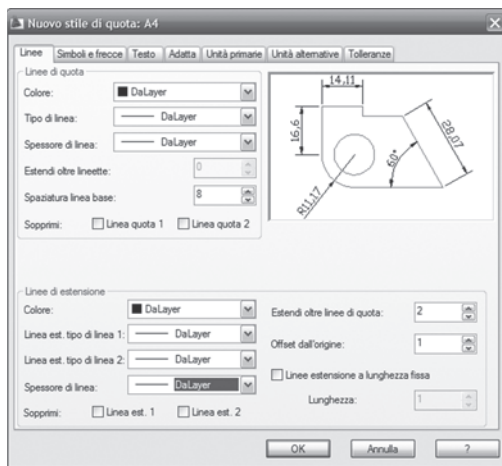 Nuovo stile di quota: A4
Linee Simboli e frecce Testo Adatta Unità primarie Unità alternative Tolleranze
Linee di quota
Colore: DaLayer
Tipo di linea: DaLayer
Spessore di linea: DaLayer
Estendi oltre lineette: 0
Spaziatura linea base: 8
Sopprimi: Linea quota 1 Linea quota 2
14,11
16,6
28,07
60°
R11,17
Linee di estensione
Colore: DaLayer
Linea est. tipo di linea 1: DaLayer
Linea est. tipo di linea 2: DaLayer
Spessore di linea: DaLayer
Sopprimi: Linea est. 1 Linea est. 2
Estendi oltre linee di quota: 2
Offset dall'origine: 1
Linee estensione a lunghezza fissa
Lunghezza: 1
OK Annulla ?